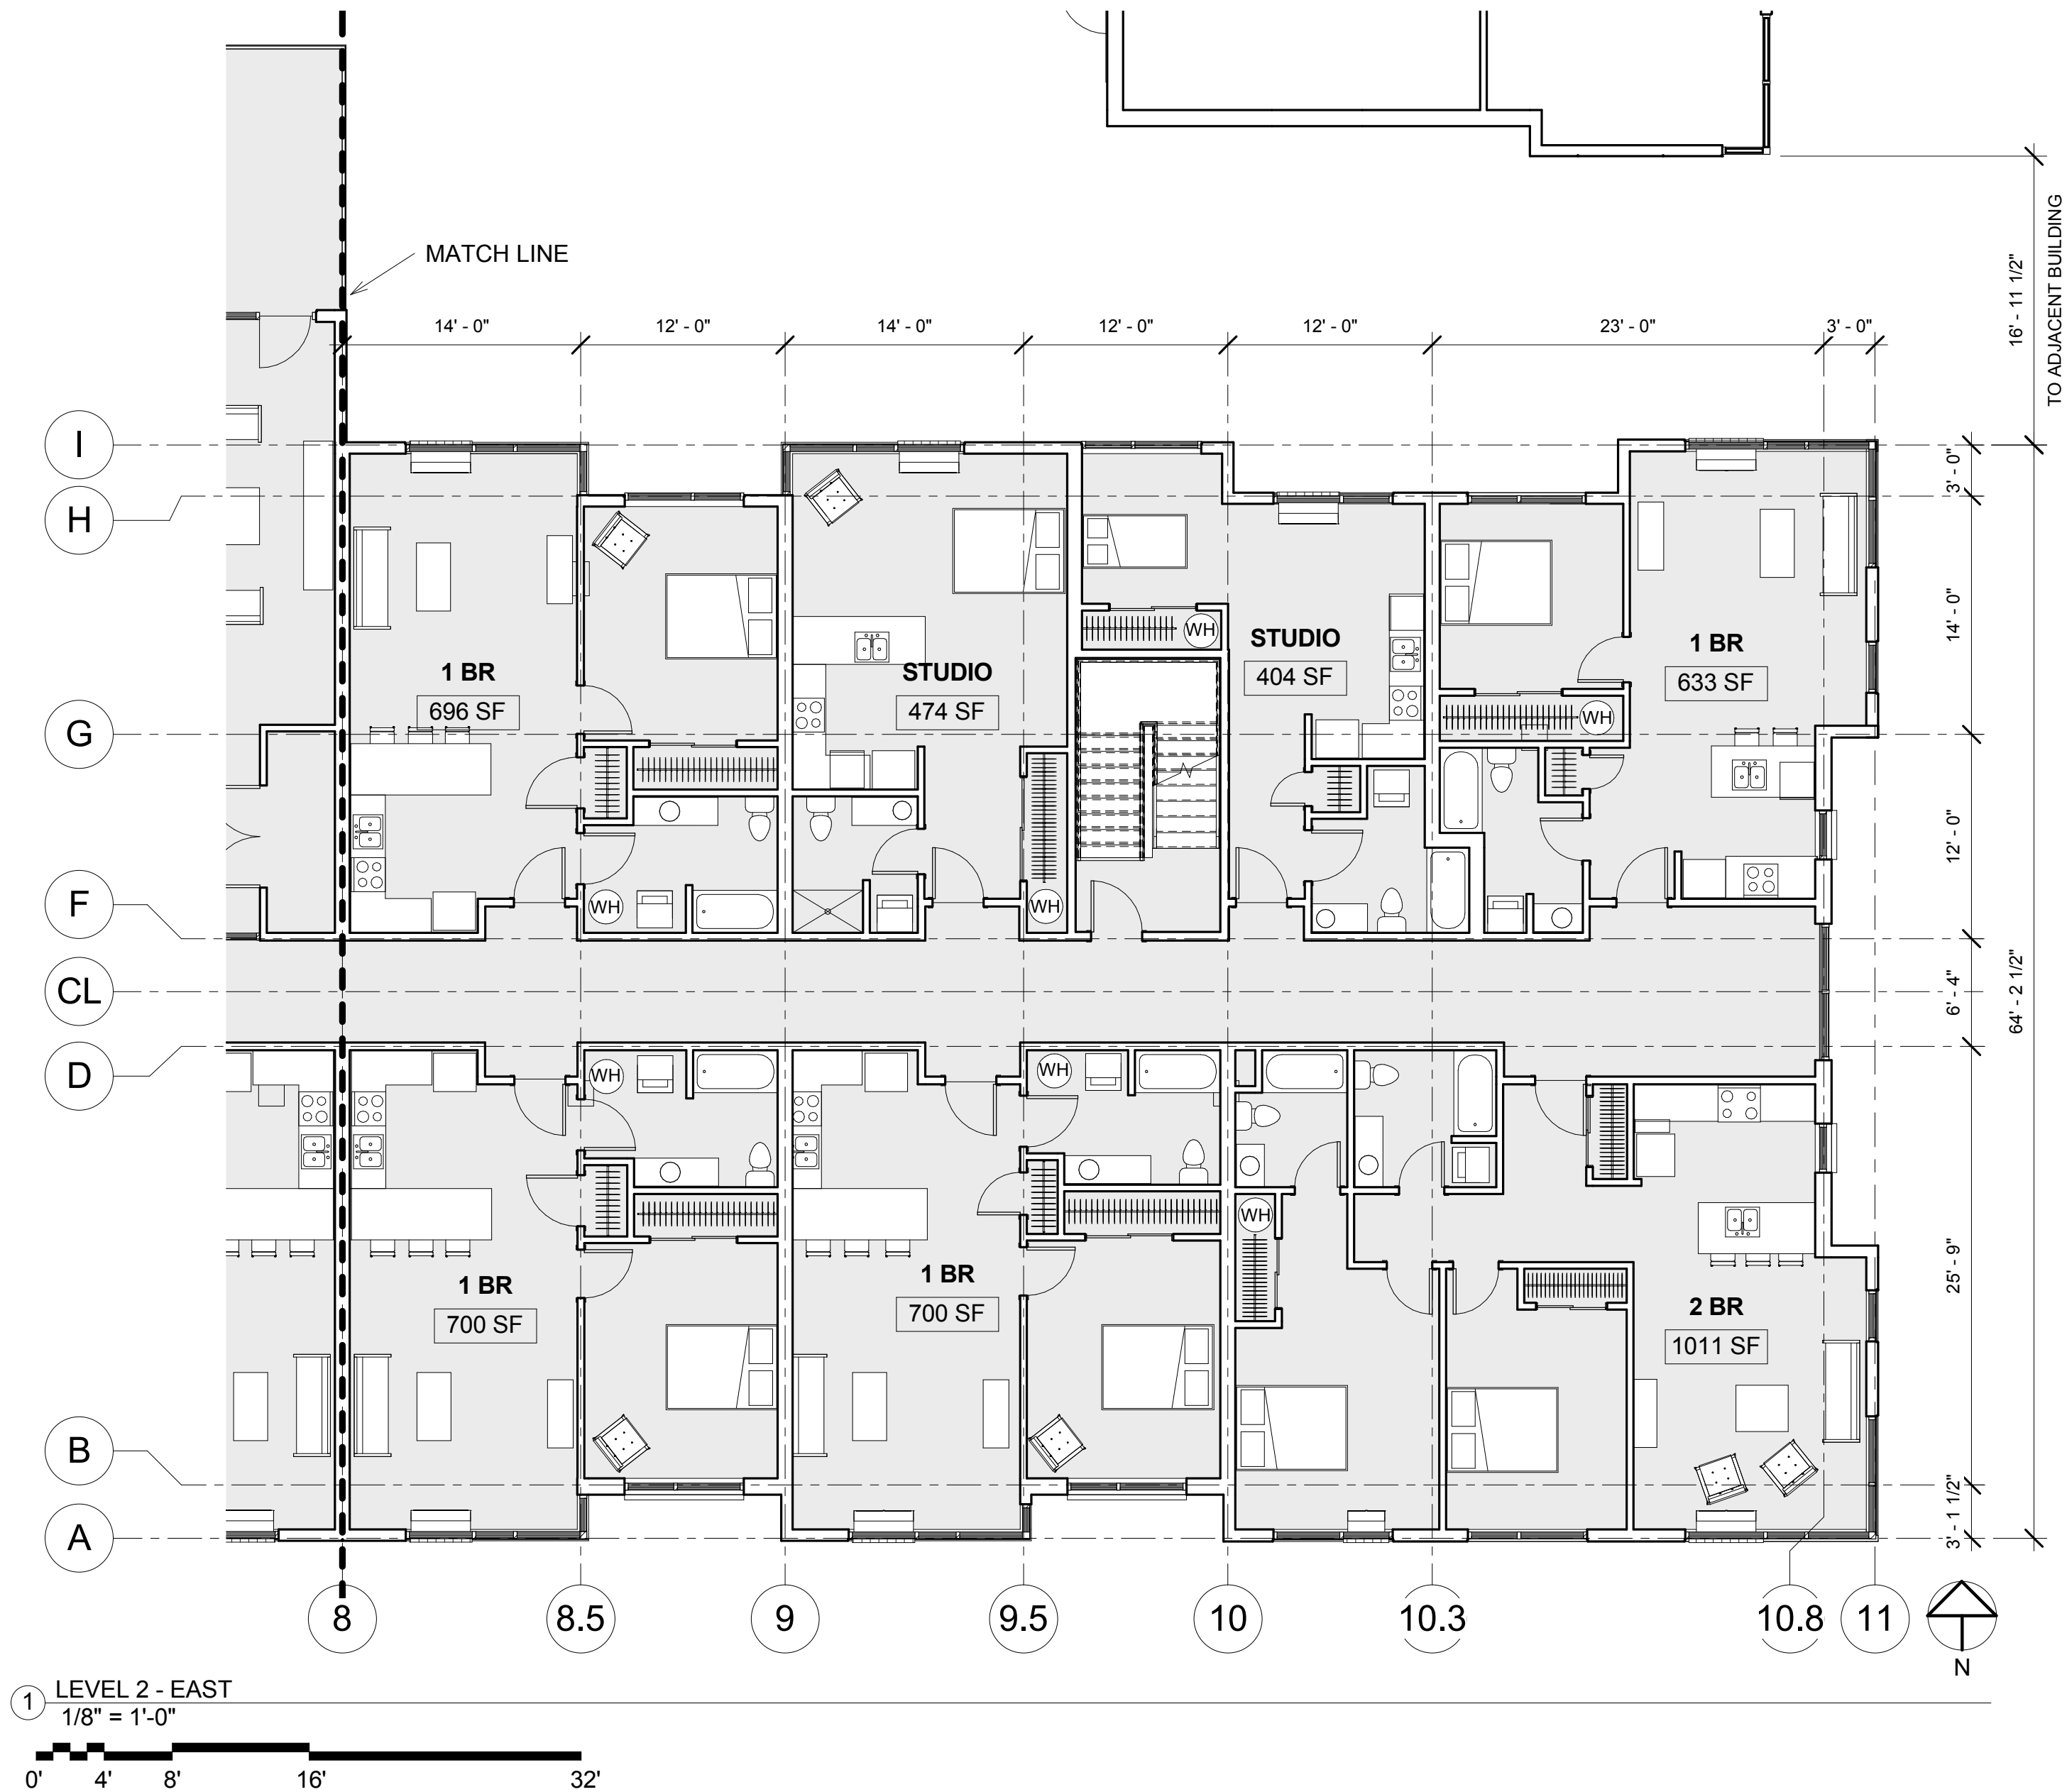 MATCH LINE
14' - 0" 12' - 0" 14' - 0" 12' - 0" 12' - 0" 23' - 0" 3' - 0"
16' - 11 1/2"
TO ADJACENT BUILDING
I
H
G
F
CL
D
B
A
3' - 0"
14' - 0"
12' - 0"
6' - 4"
25' - 9"
3' - 1 1/2"
64' - 2 1/2"
1 BR
696 SF
STUDIO
474 SF
STUDIO
404 SF
1 BR
633 SF
WH
WH
WH
WH
WH
WH
WH
1 BR
700 SF
1 BR
700 SF
2 BR
1011 SF
8 8.5 9 9.5 10 10.3 10.8 11
N
1 LEVEL 2 - EAST
1/8" = 1'-0"
0' 4' 8' 16' 32'